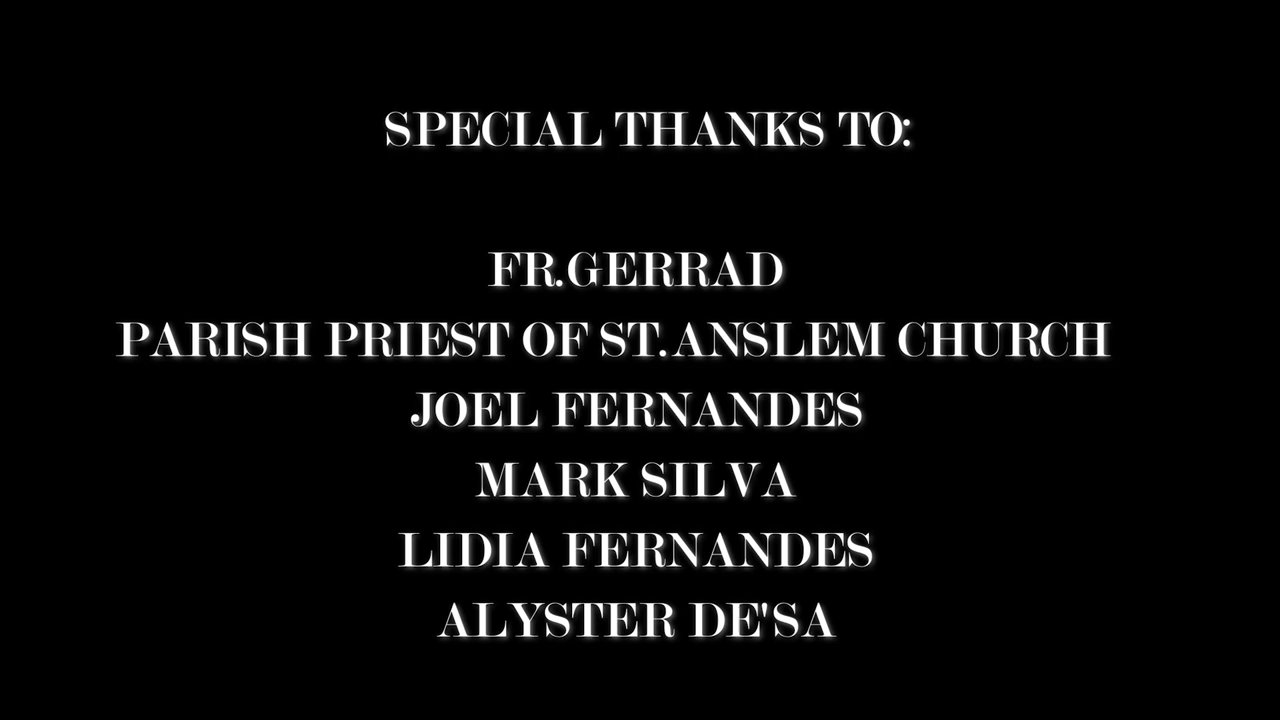 SPECIAL THANKS TO:
FR.GERRAD
PARISH PRIEST OF ST.ANSLEM CHURCH
JOEL FERNANDES
MARK SILVA
LIDIA FERNANDES
ALYSTER DE'SA